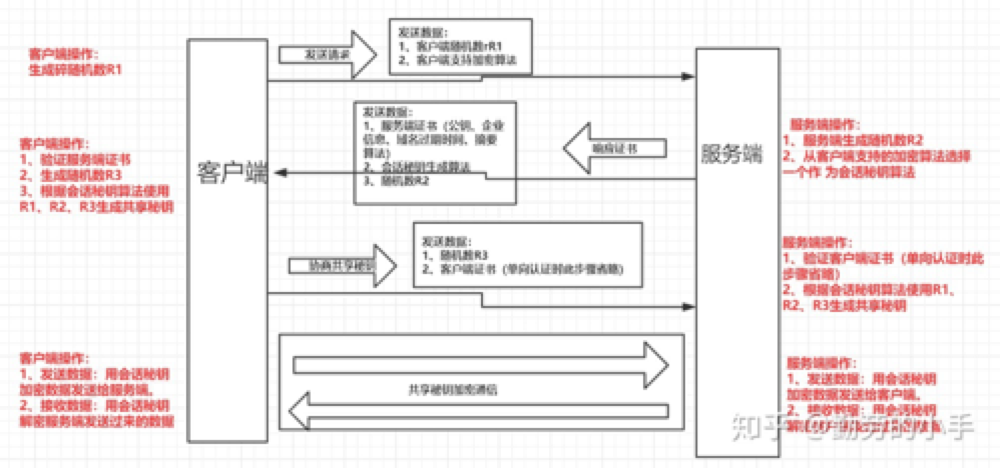 发送数据：
1、客户端随机数rR1
2、客户端支持加密算法
发送请求
客户端操作：
生成碎随机数R1
发送数据：
1、服务端证书（公钥、企业
信息、域名过期时间、摘要
算法）
2、会话秘钥生成算法
3、随机数R2
响应证书
服务端操作：
1、服务端生成随机数R2
2、从客户端支持的加密算法选择
一个作 为会话秘钥算法
客户端操作：
1、验证服务端证书
2、生成随机数R3
3、根据会话秘钥算法使用
R1、R2、R3生成共享秘钥
客户端
服务端
发送数据：
1、随机数R3
2、客户端证书（单向认证时此步骤省略）
协商共享秘钥
服务端操作：
1、验证客户端证书（单向认证时此
步骤省略）
2、根据会话秘钥算法使用R1、
R2、R3生成共享秘钥
客户端操作：
1、发送数据：用会话秘钥
加密数据发送给服务端。
2、接收数据：用会话秘钥
解密服务端发送过来的数据
共享秘钥加密通信
服务端操作：
1、发送数据：用会话秘钥
加密数据发送给客户端。
2、接收数据：用会话秘钥
知乎 @勤劳的小手